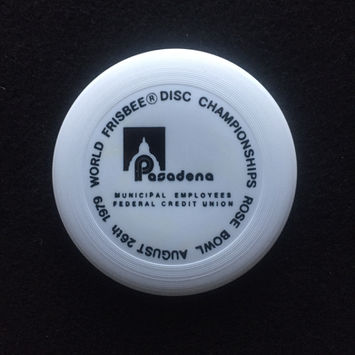 WORLD FRISBEE® DISC CHAMPIONSHIPS ROSE BOWL AUGUST 26th 1979
Pasadena
MUNICIPAL EMPLOYEES
FEDERAL CREDIT UNION